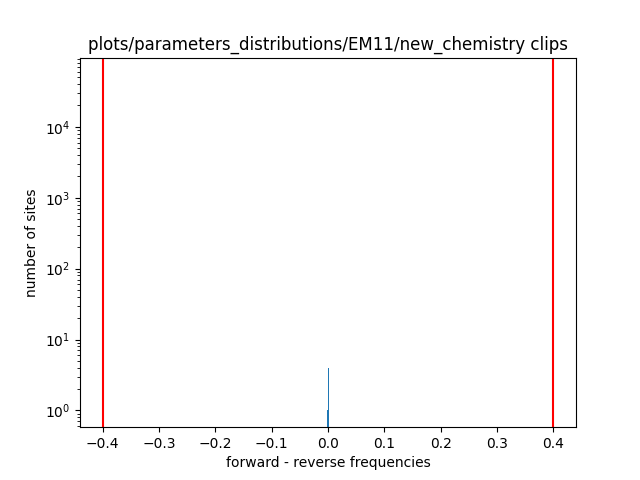 plots/parameters_distributions/EM11/new_chemistry clips
number of sites
10⁴
10³
10²
10¹
10⁰
−0.4 −0.3 −0.2 −0.1 0.0 0.1 0.2 0.3 0.4
forward - reverse frequencies